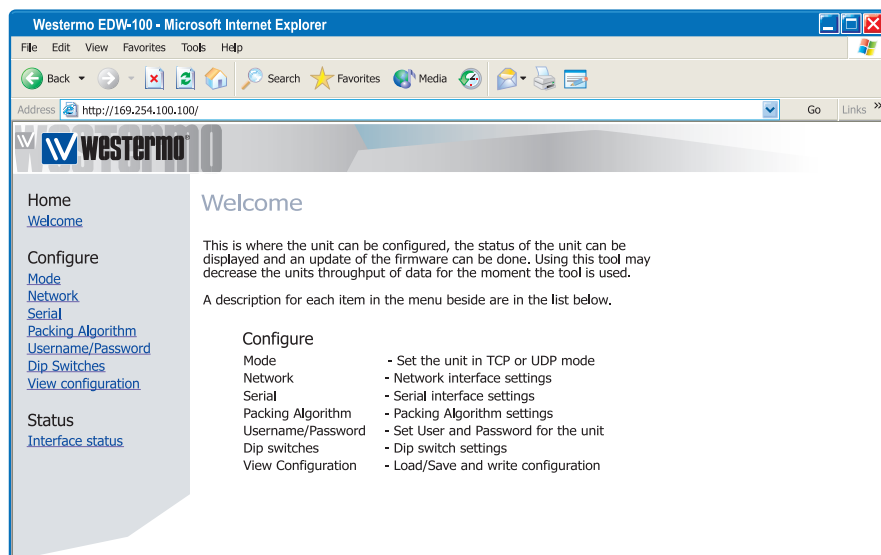 Westermo EDW-100 - Microsoft Internet Explorer
File Edit View Favorites Tools Help
Back Search Favorites Media
Address http://169.254.100.100/ Go Links »
westermo®
Home
Welcome
Configure
Mode
Network
Serial
Packing Algorithm
Username/Password
Dip Switches
View configuration
Status
Interface status
Welcome
This is where the unit can be configured, the status of the unit can be
displayed and an update of the firmware can be done. Using this tool may
decrease the units throughput of data for the moment the tool is used.
A description for each item in the menu beside are in the list below.
Configure
Mode - Set the unit in TCP or UDP mode
Network - Network interface settings
Serial - Serial interface settings
Packing Algorithm - Packing Algorithm settings
Username/Password - Set User and Password for the unit
Dip switches - Dip switch settings
View Configuration - Load/Save and write configuration